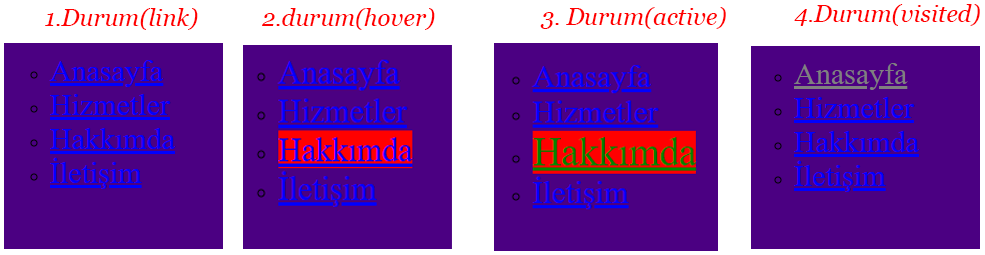 1.Durum(link)
Anasayfa
Hizmetler
Hakkımda
İletişim
2.durum(hover)
Anasayfa
Hizmetler
Hakkımda
İletişim
3. Durum(active)
Anasayfa
Hizmetler
Hakkımda
İletişim
4.Durum(visited)
Anasayfa
Hizmetler
Hakkımda
İletişim